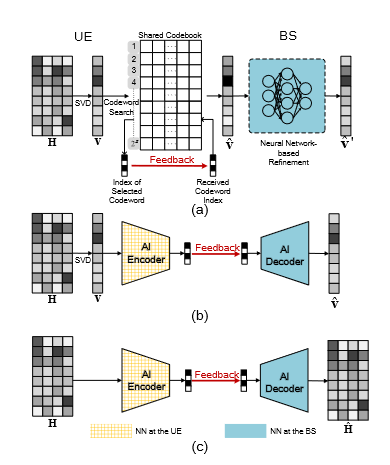 UE
Shared Codebook
BS
1
2
3
4
SVD
Codeword
Search
H
v
Feedback
v̂
Neural Network-
based
Refinement
v̂'
Index of
Selected
Codeword
Received
Codeword
Index
(a)
SVD
H
v
AI
Encoder
Feedback
AI
Decoder
v̂
(b)
H
AI
Encoder
Feedback
AI
Decoder
Ĥ
NN at the UE
NN at the BS
(c)